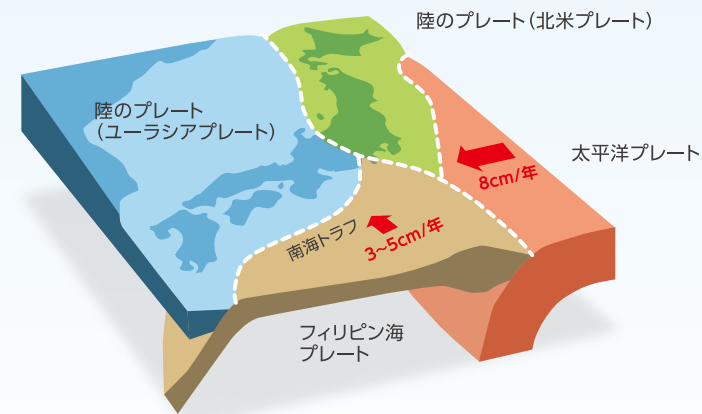 陸のプレート（北米プレート）
陸のプレート
（ユーラシアプレート）
太平洋プレート
8cm/年
南海トラフ
3~5cm/年
フィリピン海
プレート